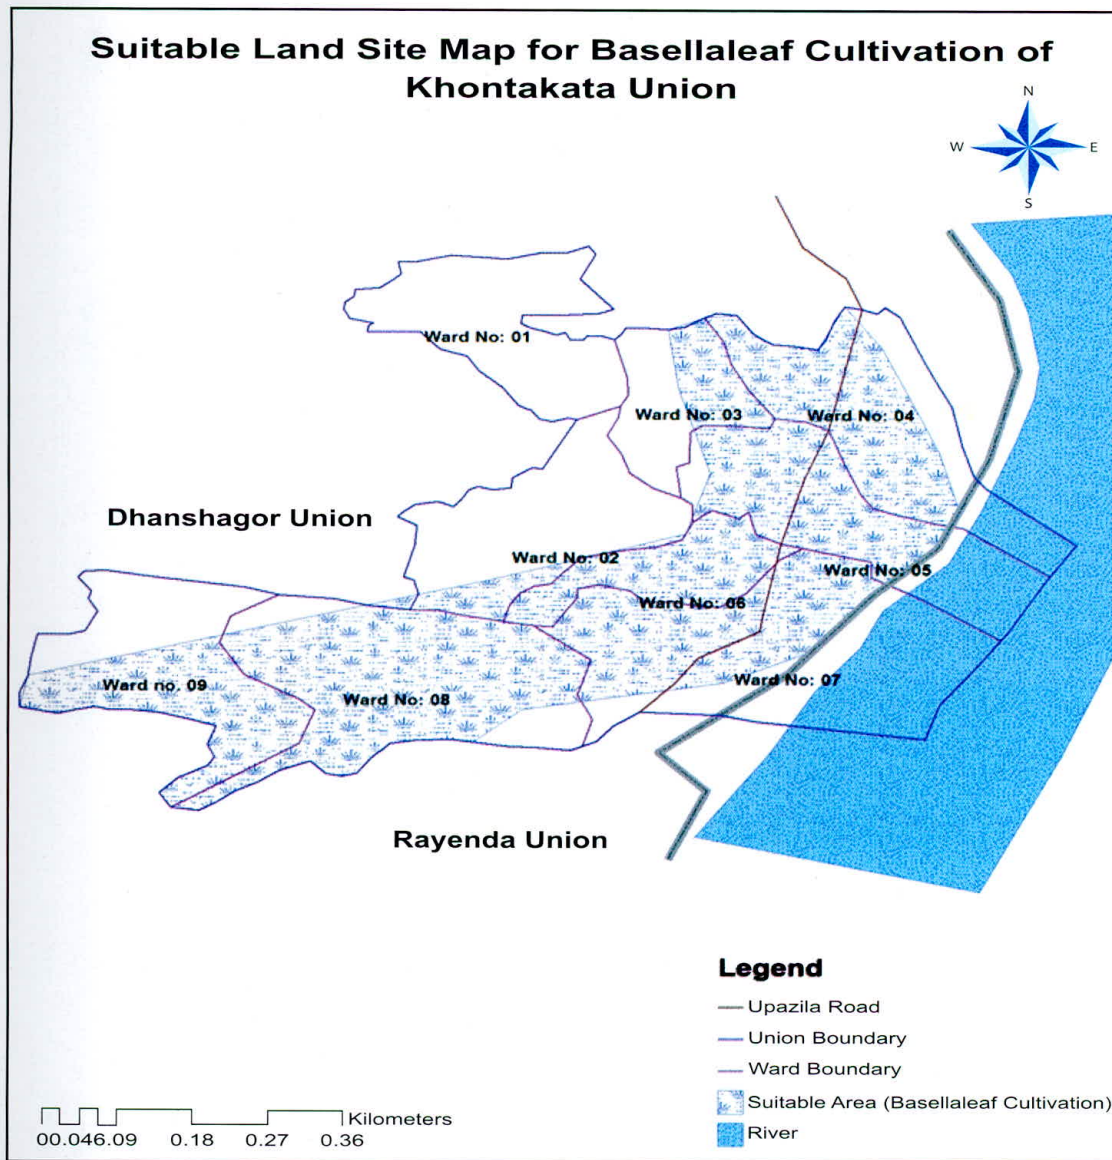 Suitable Land Site Map for Basellaleaf Cultivation of
Khontakata Union
N
W
E
S
Ward No: 01
Ward No: 03
Ward No: 04
Dhanshagor Union
Ward No: 02
Ward No: 05
Ward No: 06
Ward no. 09
Ward No: 08
Ward No: 07
Rayenda Union
Legend
Upazila Road
Union Boundary
Ward Boundary
Suitable Area (Basellaleaf Cultivation)
River
Kilometers
00.046.09 0.18 0.27 0.36